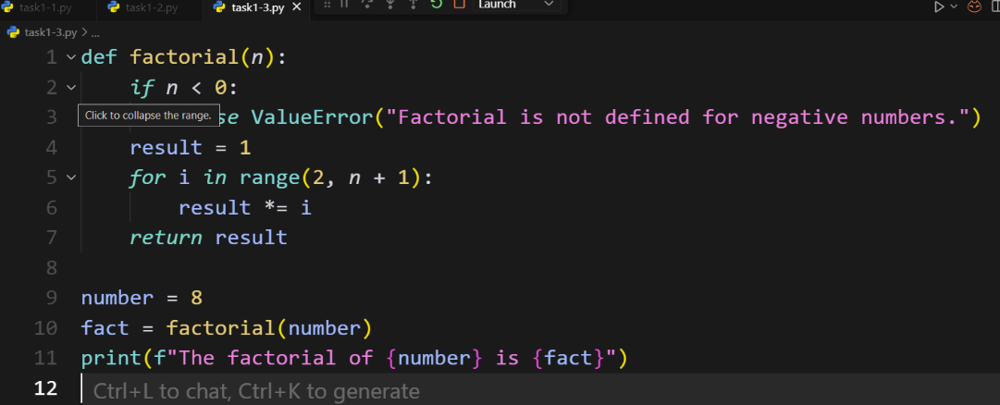 task1-1.py task1-2.py task1-3.py Launch
task1-3.py > ...
1 def factorial(n):
2     if n < 0:
3 Click to collapse the range. se ValueError("Factorial is not defined for negative numbers.")
4     result = 1
5     for i in range(2, n + 1):
6         result *= i
7     return result
8
9 number = 8
10 fact = factorial(number)
11 print(f"The factorial of {number} is {fact}")
12 Ctrl+L to chat, Ctrl+K to generate